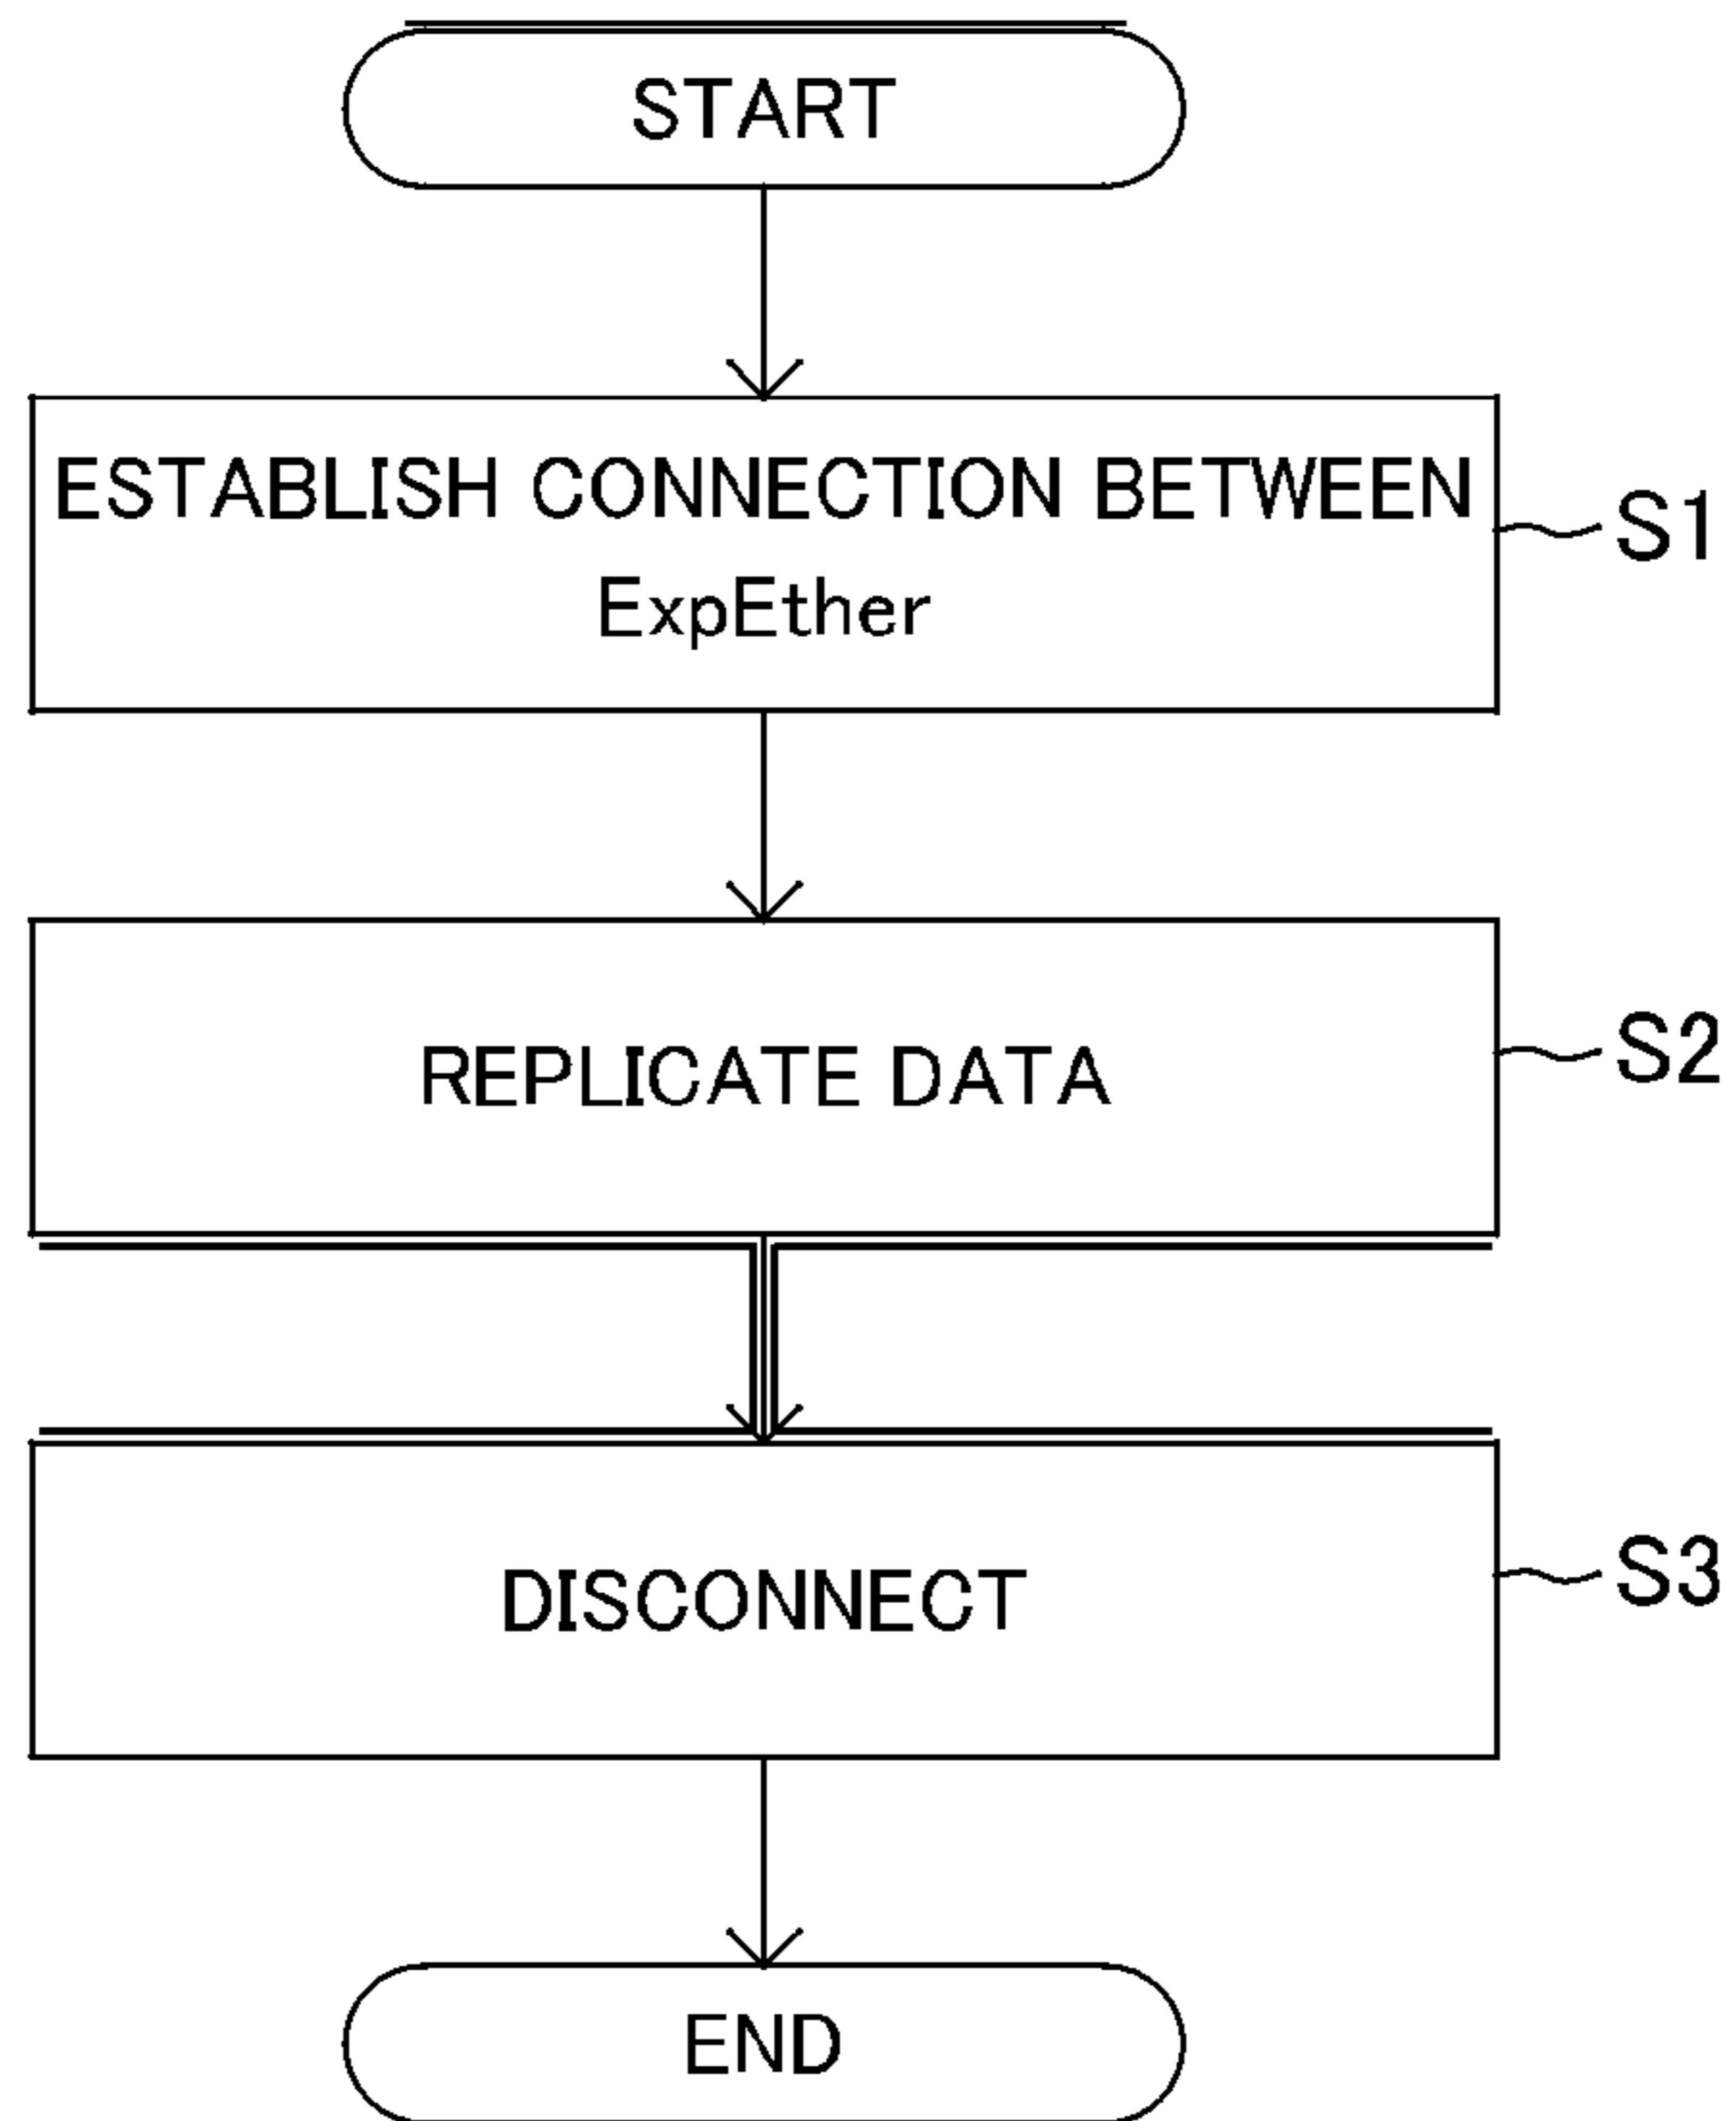 START
ESTABLISH CONNECTION BETWEEN
ExpEther
S1
REPLICATE DATA
S2
DISCONNECT
S3
END